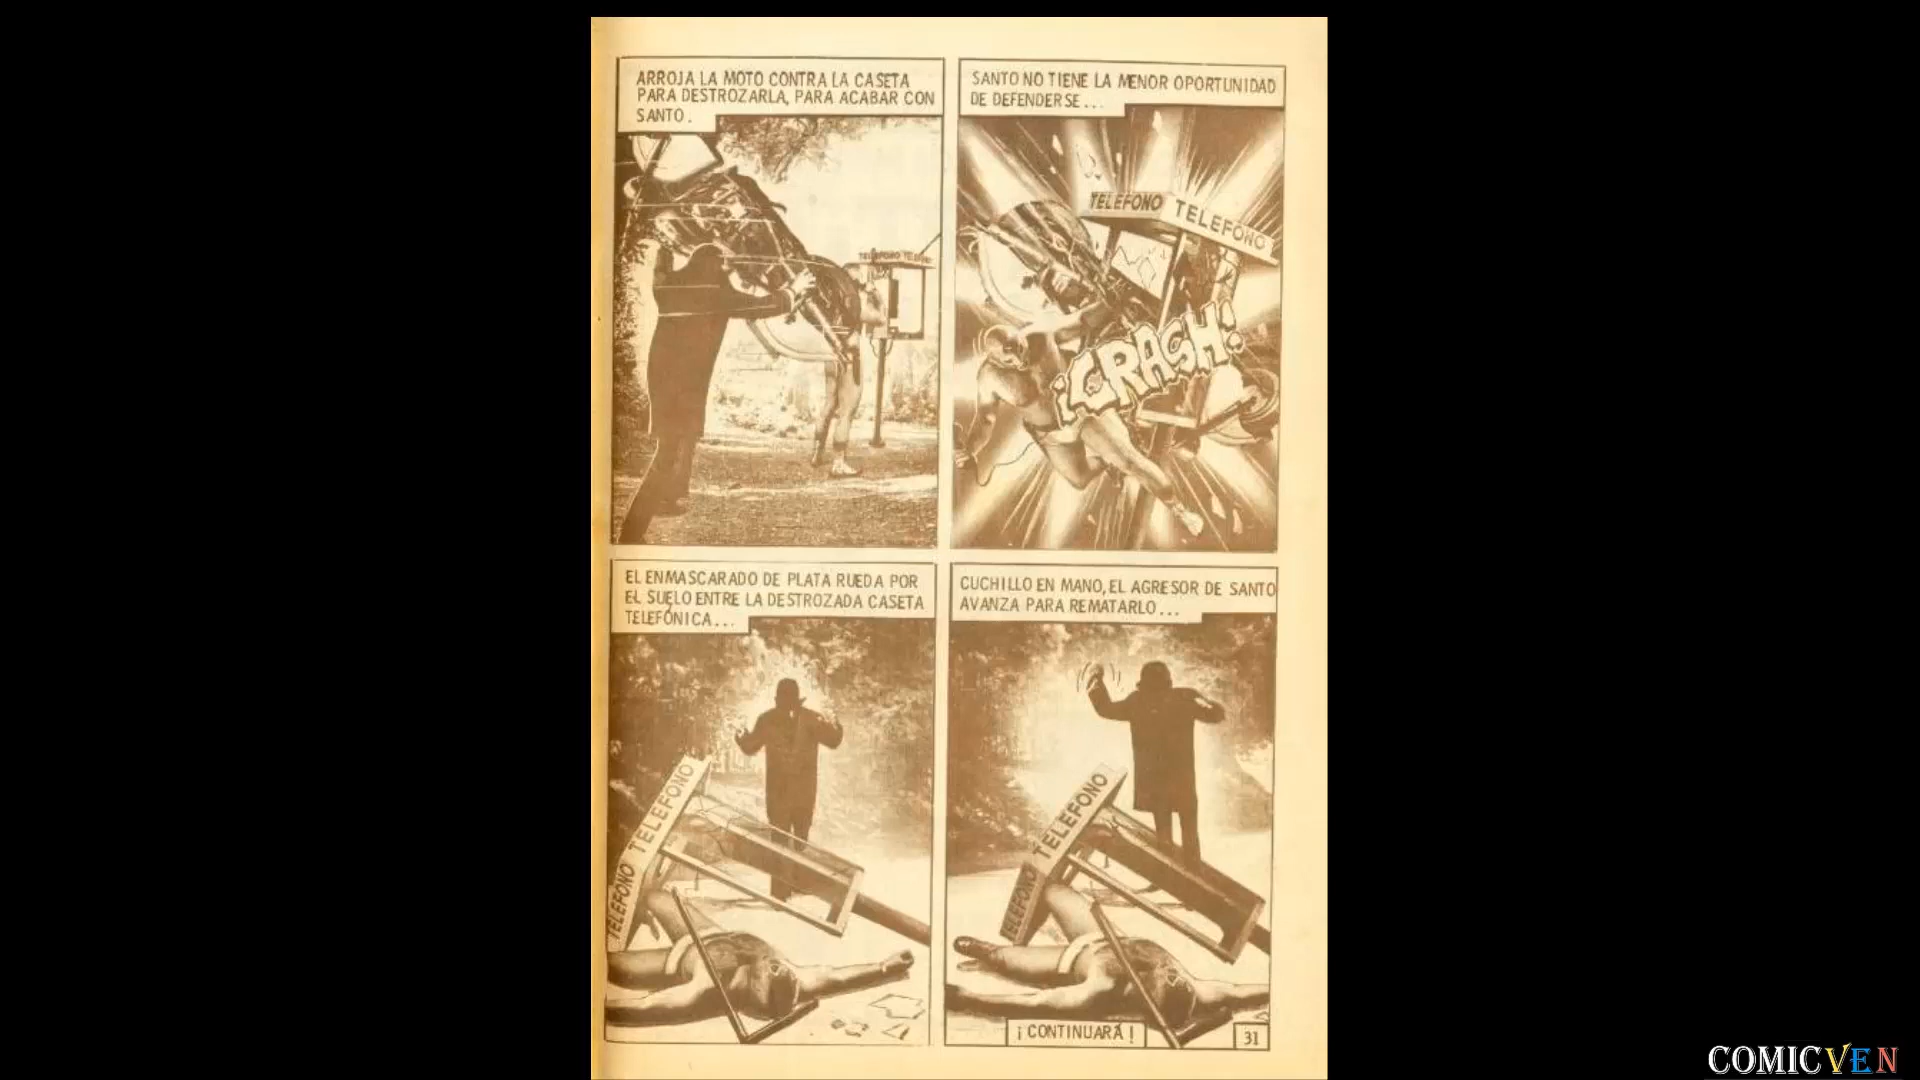 ARROJA LA MOTO CONTRA LA CASETA
PARA DESTROZARLA, PARA ACABAR CON
SANTO.
TELEFONO TELEFONO
SANTO NO TIENE LA MENOR OPORTUNIDAD
DE DEFENDERSE...
TELEFONO TELEFONO
¡CRASH!
EL ENMASCARADO DE PLATA RUEDA POR
EL SUELO ENTRE LA DESTROZADA CASETA
TELEFÓNICA...
TELEFONO TELEFONO
CUCHILLO EN MANO, EL AGRESOR DE SANTO
AVANZA PARA REMATARLO...
TELEFONO TELEFONO
¡CONTINUARÁ!
31
COMICVEN